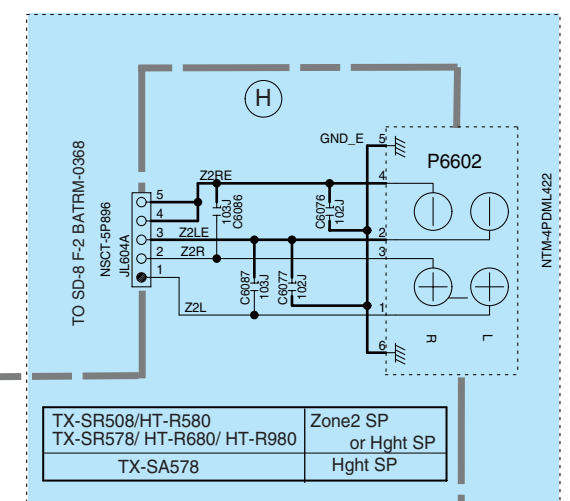 H
GND_E
5
P6602
Z2RE
4
5
4
C6086
103J
C6076
102J
3
Z2LE
2
2
Z2R
3
1
C6087
103J
C6077
102J
Z2L
1
6
R
L
TO SD-8 F-2 BATRM-0368
NSCT-5P896
JL604A
NTM-4PDML422
TX-SR508/HT-R580
TX-SR578/ HT-R680/ HT-R980
Zone2 SP
or Hght SP
TX-SA578
Hght SP